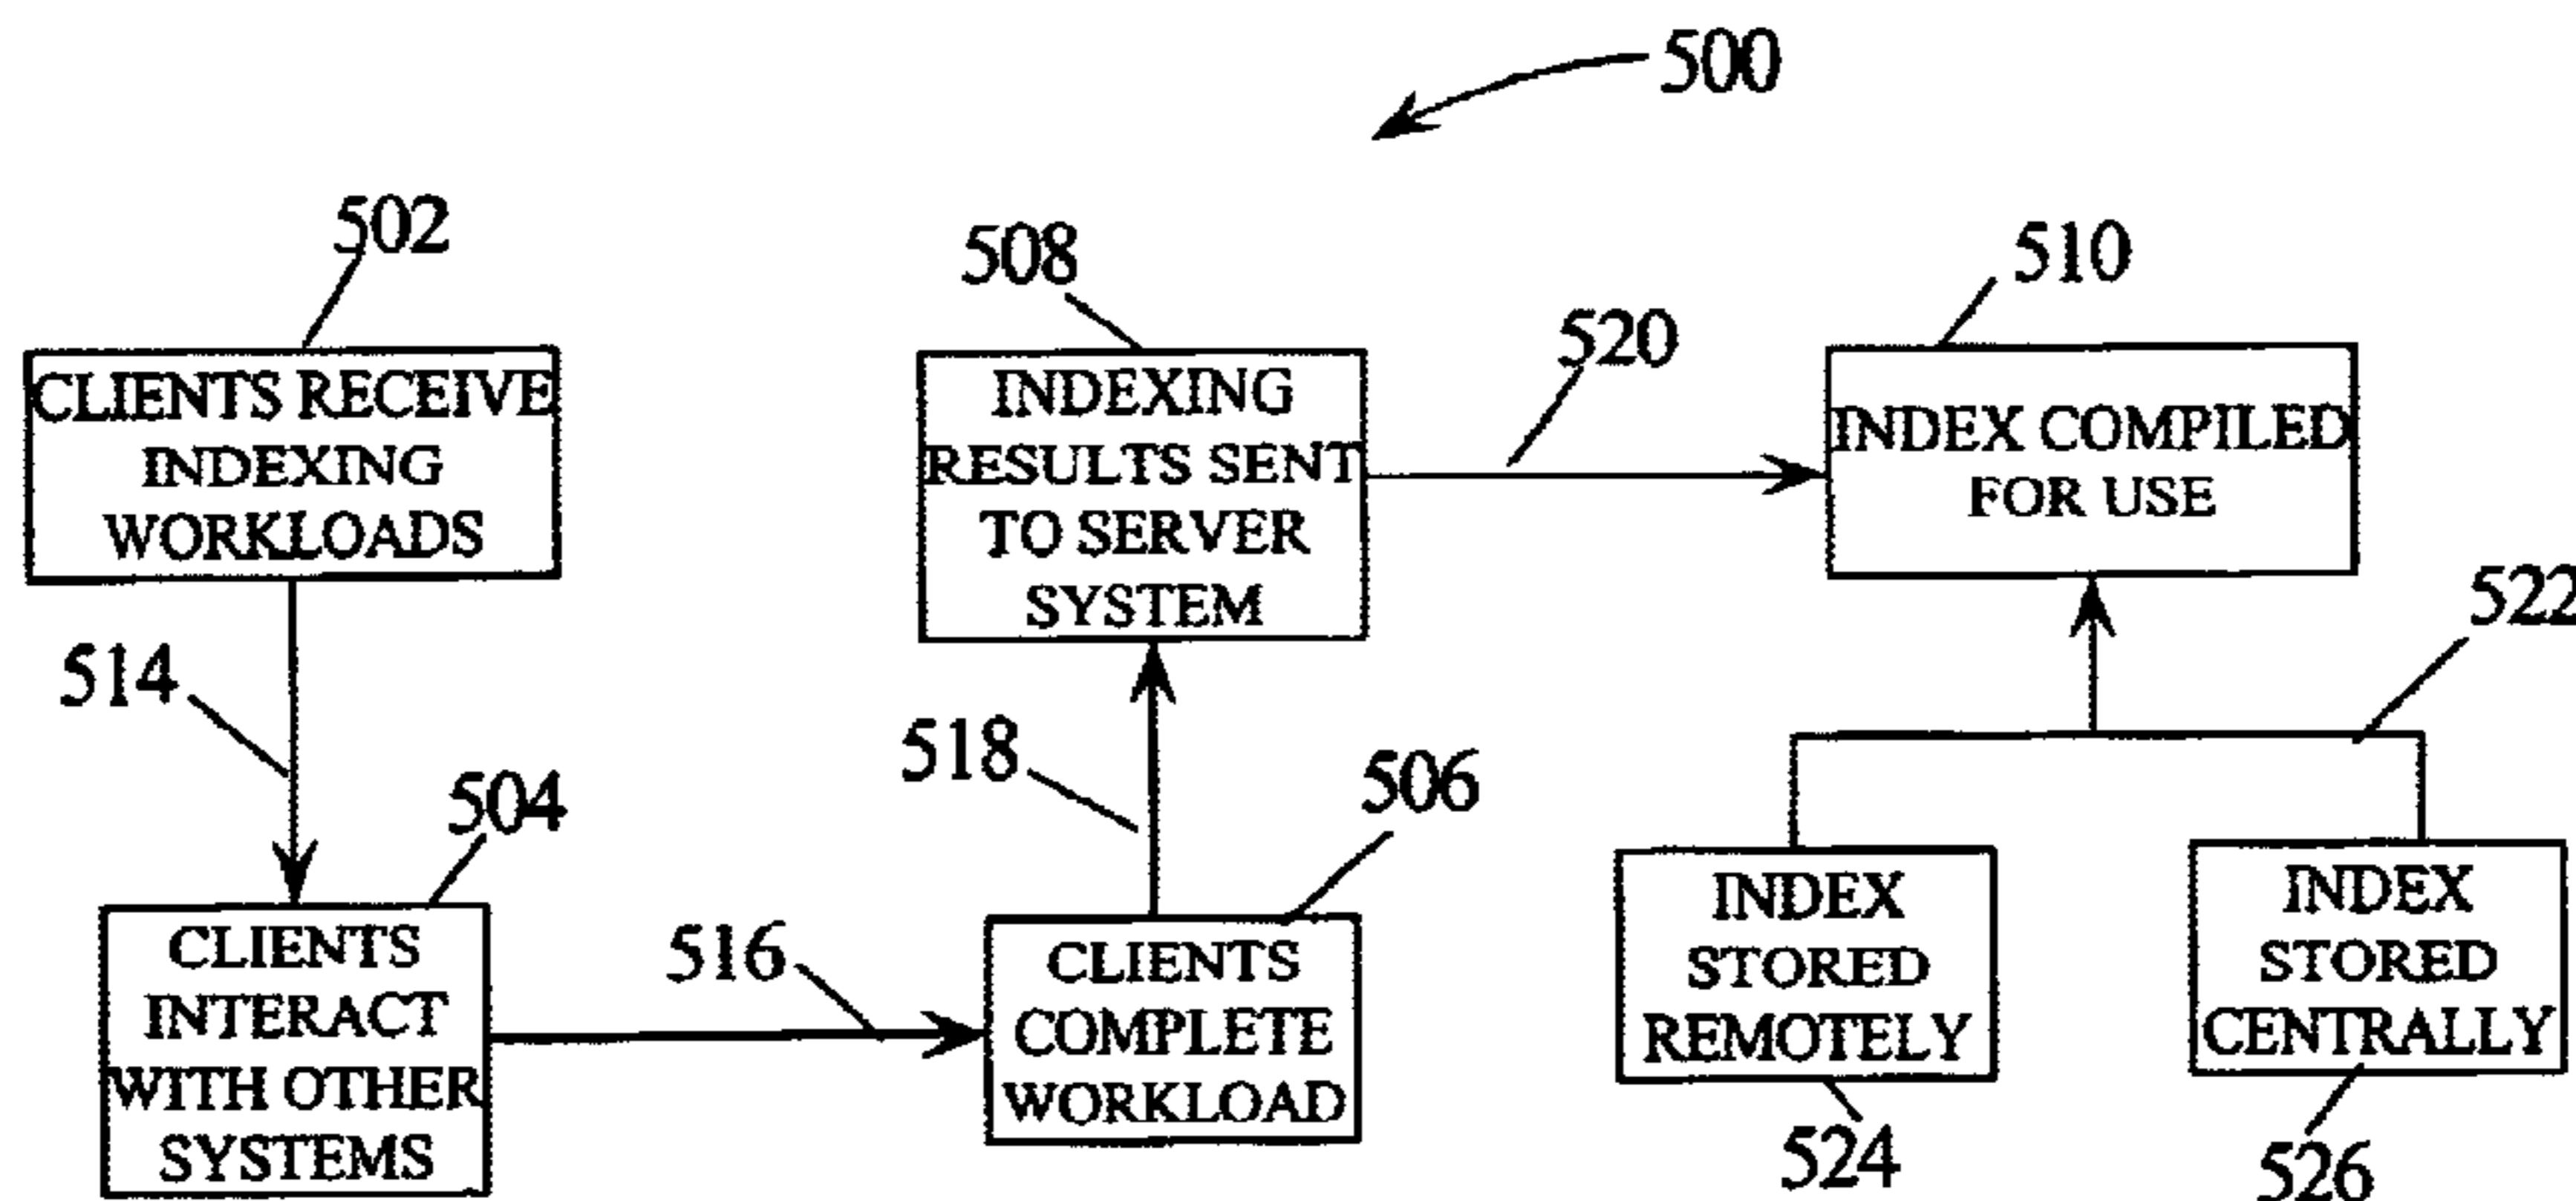 500
502
CLIENTS RECEIVE
INDEXING
WORKLOADS
514
504
CLIENTS
INTERACT
WITH OTHER
SYSTEMS
516
506
CLIENTS
COMPLETE
WORKLOAD
518
508
INDEXING
RESULTS SENT
TO SERVER
SYSTEM
520
510
INDEX COMPILED
FOR USE
522
INDEX
STORED
REMOTELY
524
INDEX
STORED
CENTRALLY
526